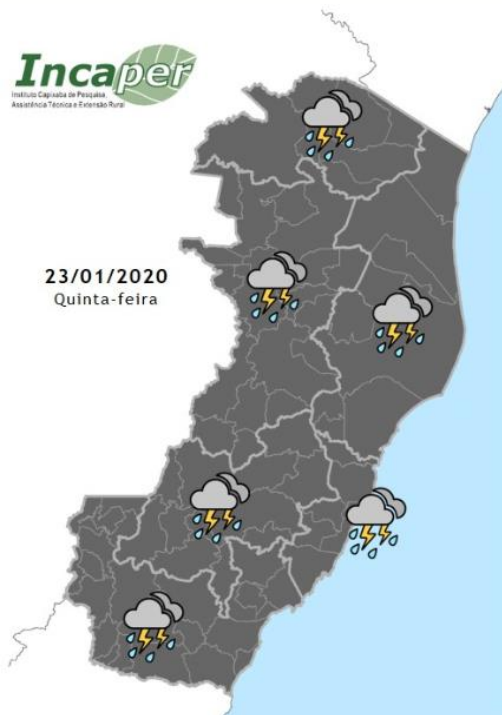 Incaper
Instituto Capixaba de Pesquisa,
Assistência Técnica e Extensão Rural
23/01/2020
Quinta-feira